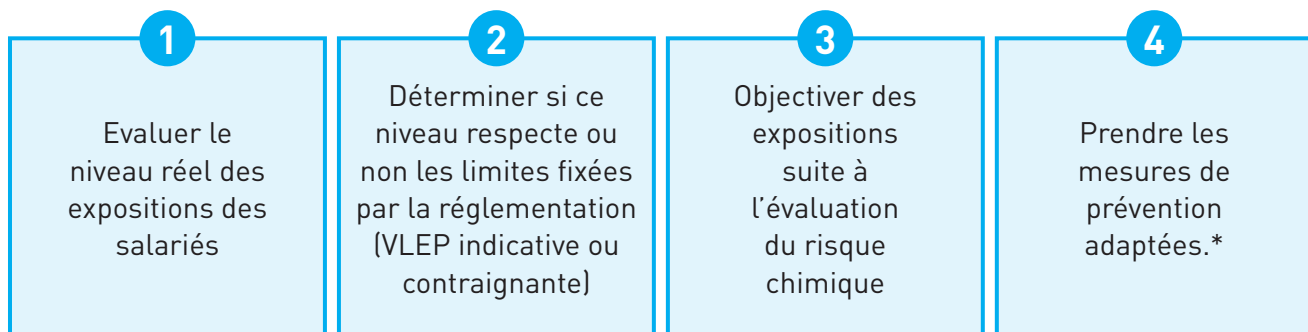 1
Evaluer le
niveau réel des
expositions des
salariés
2
Déterminer si ce
niveau respecte ou
non les limites fixées
par la réglementation
(VLEP indicative ou
contraignante)
3
Objectiver des
expositions
suite à
l’évaluation
du risque
chimique
4
Prendre les
mesures de
prévention
adaptées.*